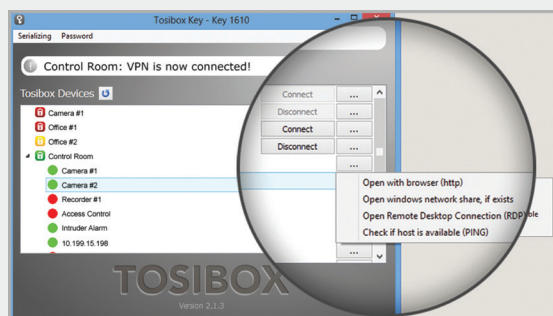 Tosibox Key - Key 1610
Serializing Password
Control Room: VPN is now connected!
Tosibox Devices
Camera #1
Office #1
Office #2
Control Room
Camera #1
Camera #2
Recorder #1
Access Control
Intruder Alarm
10.199.15.198
Connect ...
Disconnect ...
Connect ...
Disconnect ...
...
Open with browser (http)
Open windows network share, if exists
Open Remote Desktop Connection (RDP)
Check if host is available (PING)
...
TOSIBOX
Version 2.1.3